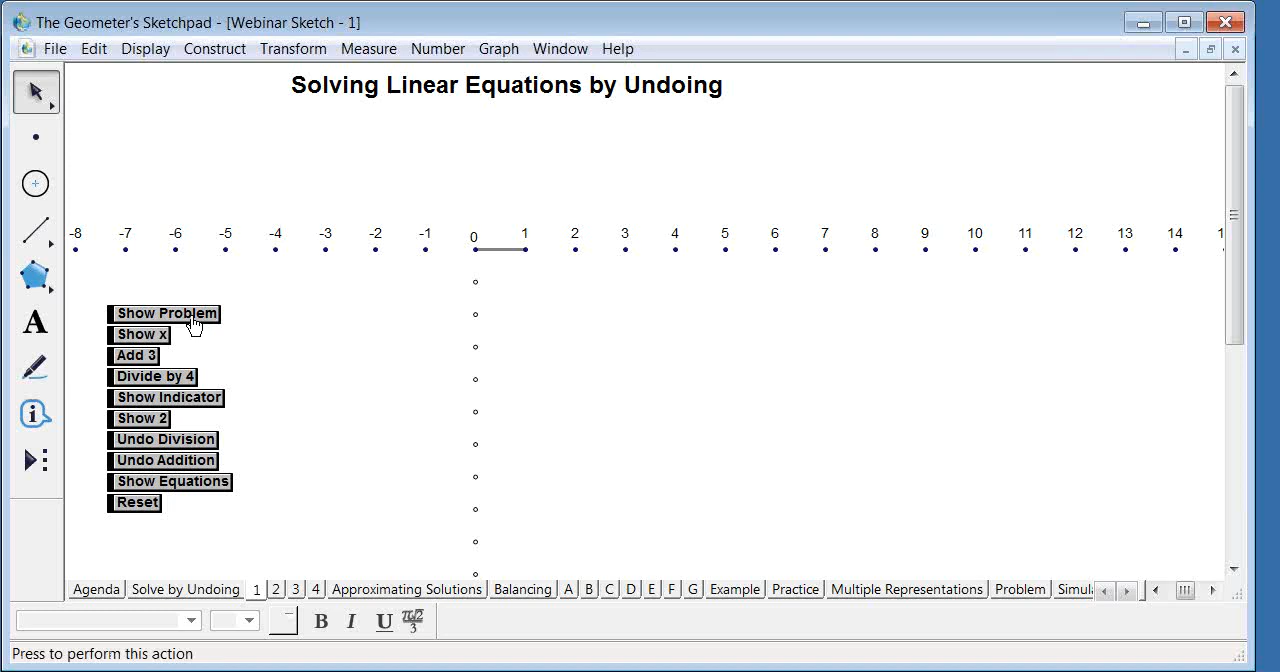 The Geometer's Sketchpad - [Webinar Sketch - 1]
File Edit Display Construct Transform Measure Number Graph Window Help
Solving Linear Equations by Undoing
-8 -7 -6 -5 -4 -3 -2 -1 0 1 2 3 4 5 6 7 8 9 10 11 12 13 14
Show Problem
Show x
Add 3
Divide by 4
Show Indicator
Show 2
Undo Division
Undo Addition
Show Equations
Reset
A
i
Agenda Solve by Undoing 1 2 3 4 Approximating Solutions Balancing A B C D E F G Example Practice Multiple Representations Problem Simul
B I U
Press to perform this action